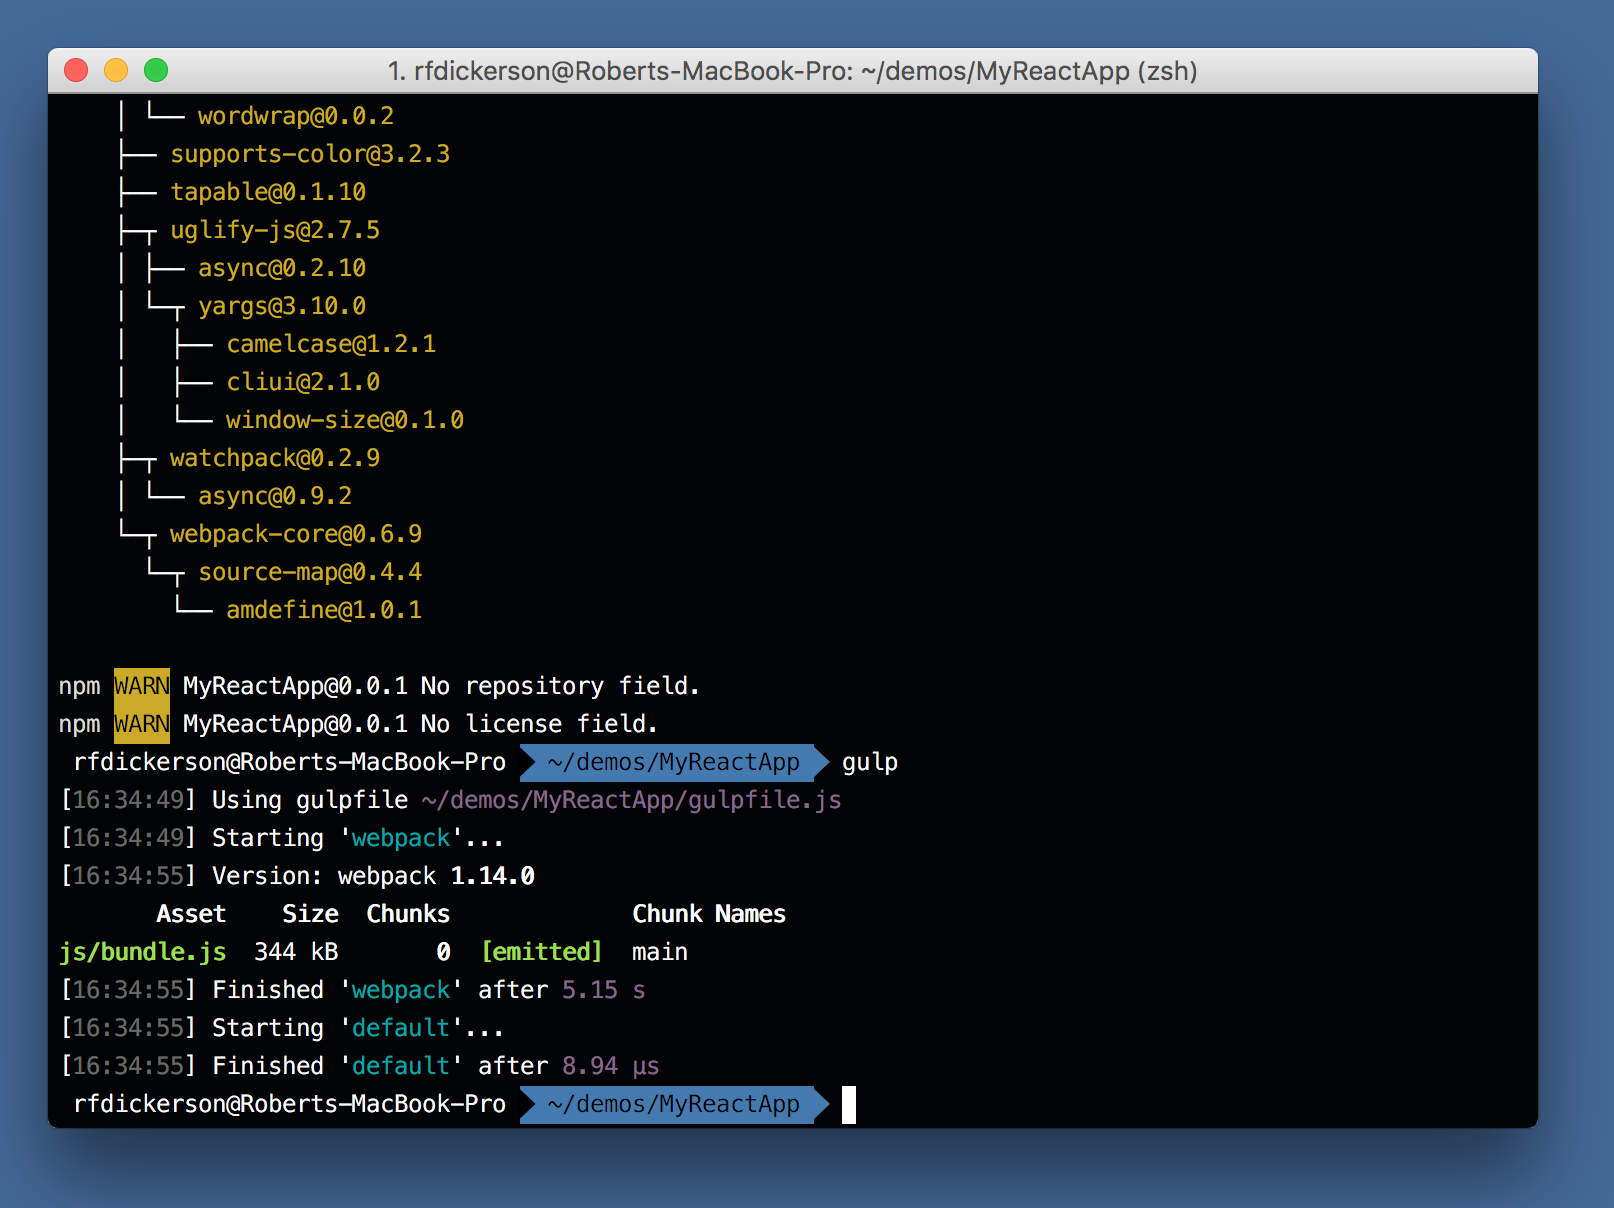 1. rfdickerson@Roberts-MacBook-Pro: ~/demos/MyReactApp (zsh)
│ └── wordwrap@0.0.2
├── supports-color@3.2.3
├── tapable@0.1.10
├─┬ uglify-js@2.7.5
│ ├── async@0.2.10
│ └─┬ yargs@3.10.0
│   ├── camelcase@1.2.1
│   ├── cliui@2.1.0
│   └── window-size@0.1.0
├─┬ watchpack@0.2.9
│ └── async@0.9.2
└─┬ webpack-core@0.6.9
  └─┬ source-map@0.4.4
    └── amdefine@1.0.1
npm WARN MyReactApp@0.0.1 No repository field.
npm WARN MyReactApp@0.0.1 No license field.
rfdickerson@Roberts-MacBook-Pro ~/demos/MyReactApp gulp
[16:34:49] Using gulpfile ~/demos/MyReactApp/gulpfile.js
[16:34:49] Starting 'webpack'...
[16:34:55] Version: webpack 1.14.0
Asset Size Chunks Chunk Names
js/bundle.js 344 kB 0 [emitted] main
[16:34:55] Finished 'webpack' after 5.15 s
[16:34:55] Starting 'default'...
[16:34:55] Finished 'default' after 8.94 μs
rfdickerson@Roberts-MacBook-Pro ~/demos/MyReactApp